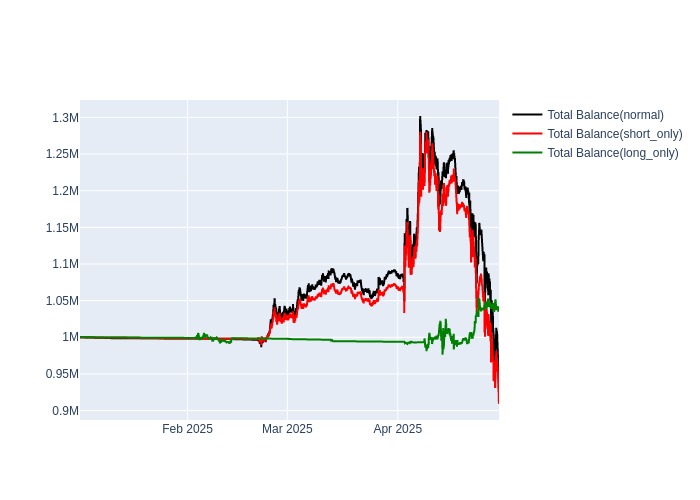 1.3M
1.25M
1.2M
1.15M
1.1M
1.05M
1M
0.95M
0.9M
Feb 2025
Mar 2025
Apr 2025
Total Balance(normal)
Total Balance(short_only)
Total Balance(long_only)